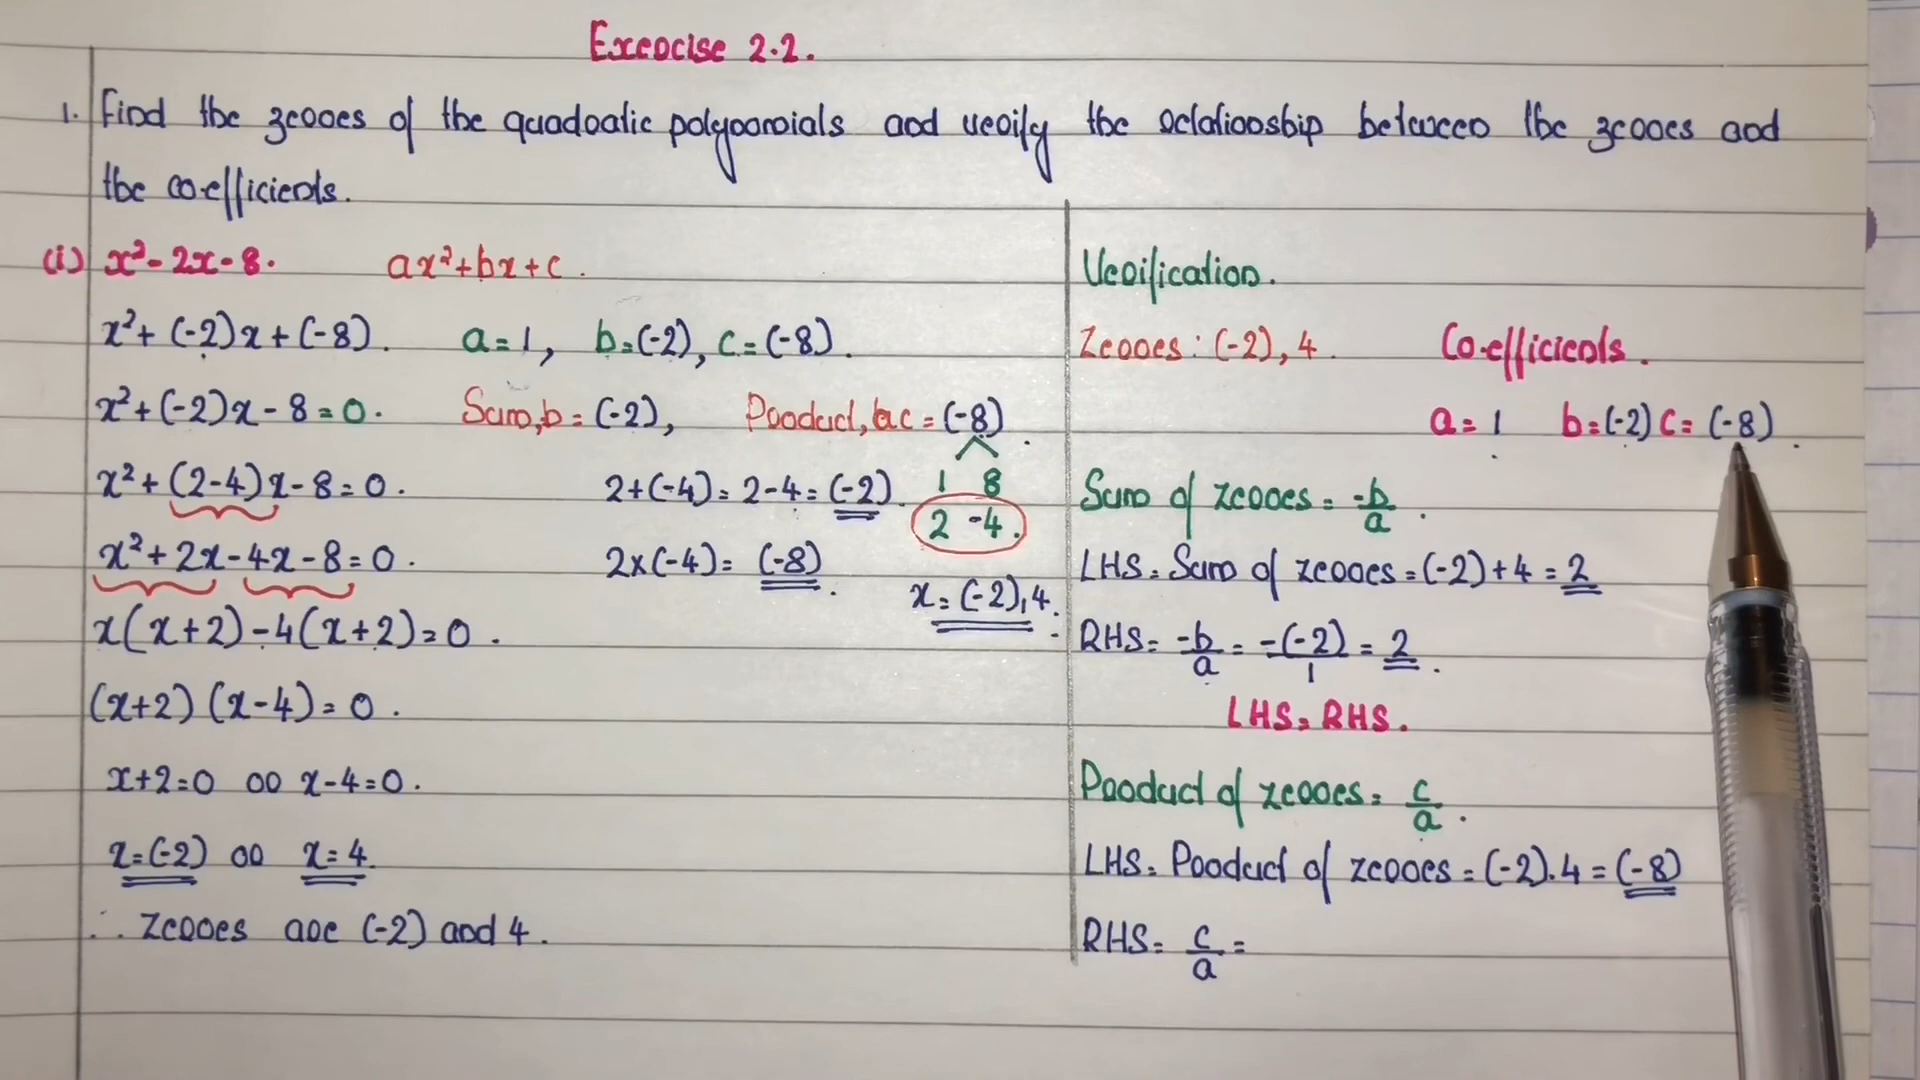 Exercise 2.2.
1. Find the zeroes of the quadratic polynomials and verify the relationship between the zeroes and
the co-efficients.
(i) x² - 2x - 8. ax² + bx + c.
x² + (-2)x + (-8). a = 1, b = (-2), c = (-8).
x² + (-2)x - 8 = 0. Sum, b = (-2), Product, ac = (-8).
1 8
x² + (2-4)x - 8 = 0. 2 + (-4) = 2 - 4 = (-2).
2 -4.
x² + 2x - 4x - 8 = 0. 2 × (-4) = (-8).
x = (-2), 4.
x(x+2) - 4(x+2) = 0.
(x+2) (x-4) = 0.
x + 2 = 0 or x - 4 = 0.
x = (-2) or x = 4.
∴ Zeroes are (-2) and 4.
Verification.
Zeroes : (-2), 4. Co-efficients.
a = 1 b = (-2) c = (-8).
Sum of zeroes = -b/a.
LHS = Sum of zeroes = (-2) + 4 = 2
RHS = -b/a = -(-2)/1 = 2.
LHS = RHS.
Product of zeroes = c/a.
LHS = Product of zeroes = (-2).4 = (-8)
RHS = c/a =